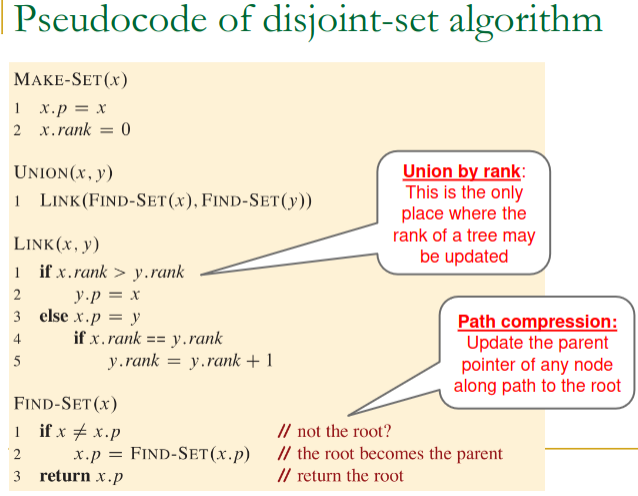 Pseudocode of disjoint-set algorithm
MAKE-SET(x)
1 x.p = x
2 x.rank = 0
UNION(x, y)
1 LINK(FIND-SET(x), FIND-SET(y))
LINK(x, y)
1 if x.rank > y.rank
2 y.p = x
3 else x.p = y
4 if x.rank == y.rank
5 y.rank = y.rank + 1
FIND-SET(x)
1 if x ≠ x.p // not the root?
2 x.p = FIND-SET(x.p) // the root becomes the parent
3 return x.p // return the root
Union by rank:
This is the only
place where the
rank of a tree may
be updated
Path compression:
Update the parent
pointer of any node
along path to the root